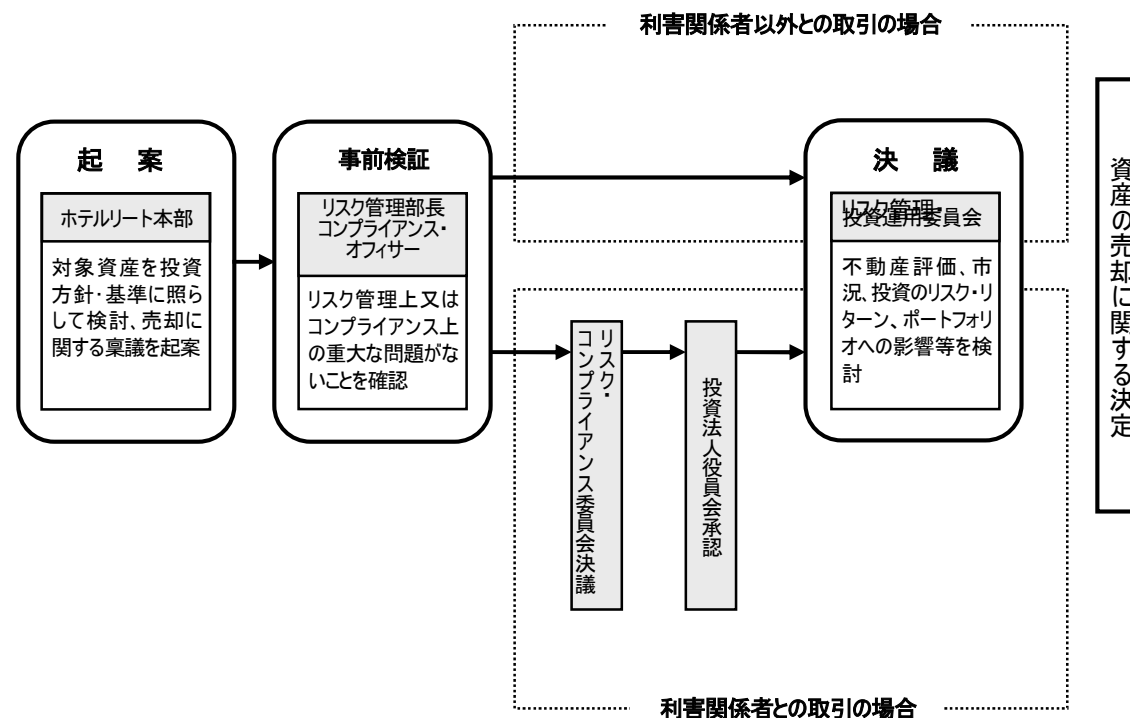 利害関係者以外との取引の場合
起　案
ホテルリート本部
対象資産を投資
方針・基準に照ら
して検討、売却に
関する稟議を起案
事前検証
リスク管理部長
コンプライアンス・
オフィサー
リスク管理上又は
コンプライアンス上
の重大な問題がな
いことを確認
リスク・
コンプライアンス委員会決議
投資法人役員会承認
決　議
リスク管理・
投資運用委員会
不動産評価、市
況、投資のリスク・リ
ターン、ポートフォリ
オへの影響等を検
討
資産の売却に関する決定
利害関係者との取引の場合